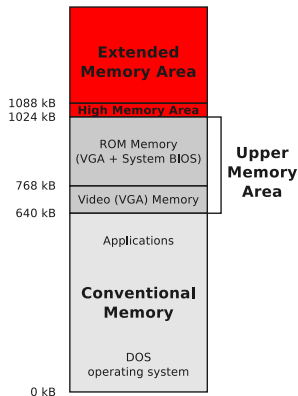 Extended
Memory Area
1088 kB
High Memory Area
1024 kB
ROM Memory
(VGA + System BIOS)
Upper
Memory
Area
768 kB
Video (VGA) Memory
640 kB
Applications
Conventional
Memory
DOS
operating system
0 kB